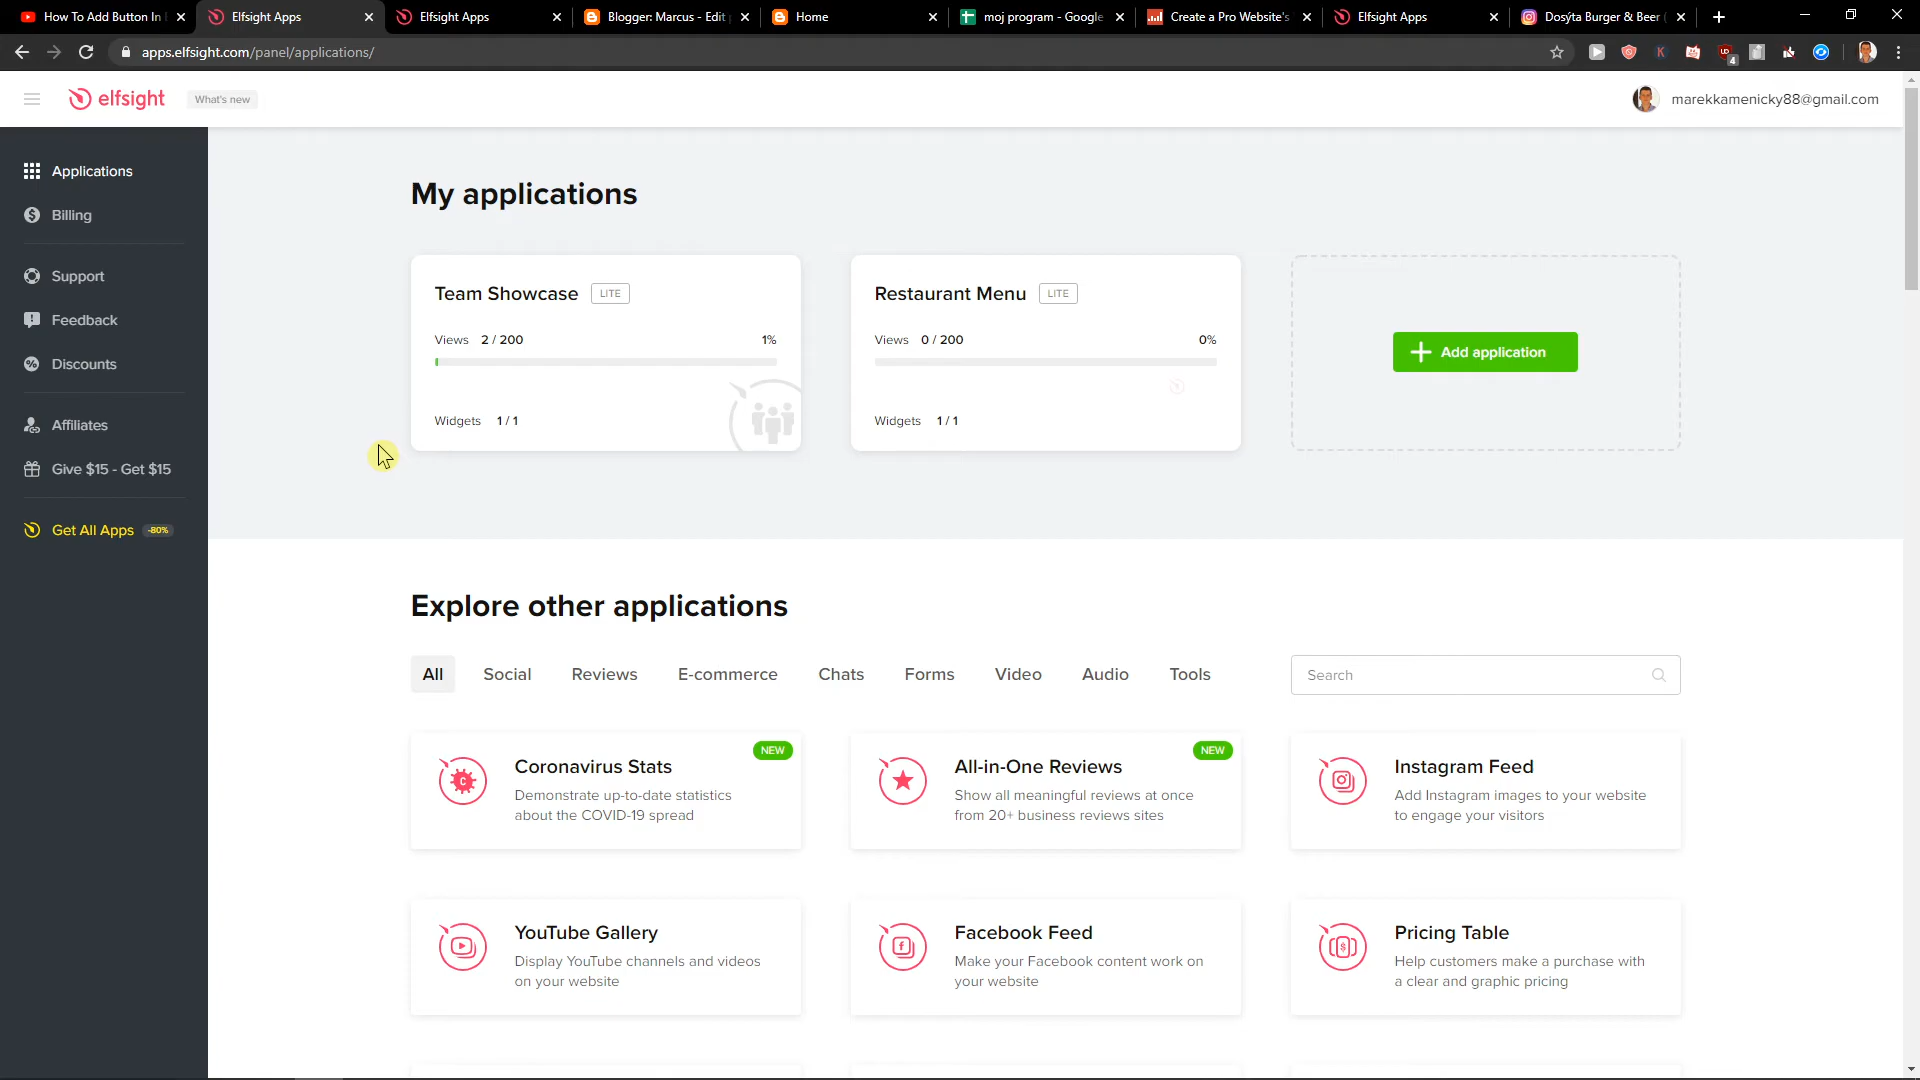 How To Add Button In
Elfsight Apps
Elfsight Apps
Blogger: Marcus - Edit
Home
moj program - Google
Create a Pro Website's
Elfsight Apps
Dosýta Burger & Beer
apps.elfsight.com/panel/applications/
4
elfsight
What's new
marekkamenicky88@gmail.com
Applications
Billing
Support
Feedback
Discounts
Affiliates
Give $15 - Get $15
Get All Apps -80%
My applications
Team Showcase LITE
Views 2 / 200 1%
Widgets 1 / 1
Restaurant Menu LITE
Views 0 / 200 0%
Widgets 1 / 1
Add application
Explore other applications
All Social Reviews E-commerce Chats Forms Video Audio Tools
Search
NEW
Coronavirus Stats
Demonstrate up-to-date statistics
about the COVID-19 spread
NEW
All-in-One Reviews
Show all meaningful reviews at once
from 20+ business reviews sites
Instagram Feed
Add Instagram images to your website
to engage your visitors
YouTube Gallery
Display YouTube channels and videos
on your website
Facebook Feed
Make your Facebook content work on
your website
Pricing Table
Help customers make a purchase with
a clear and graphic pricing